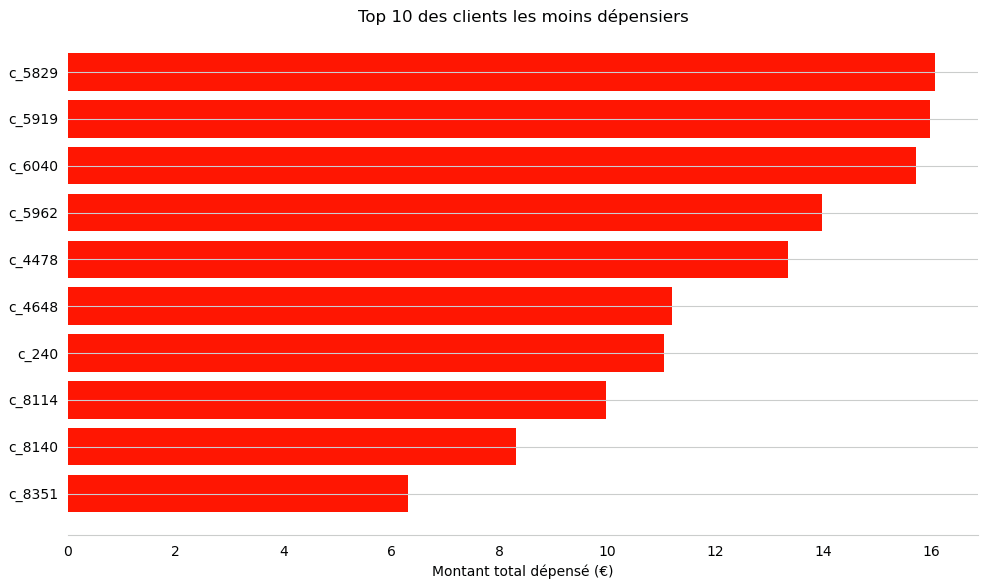 Top 10 des clients les moins dépensiers
c_5829
c_5919
c_6040
c_5962
c_4478
c_4648
c_240
c_8114
c_8140
c_8351
0 2 4 6 8 10 12 14 16
Montant total dépensé (€)